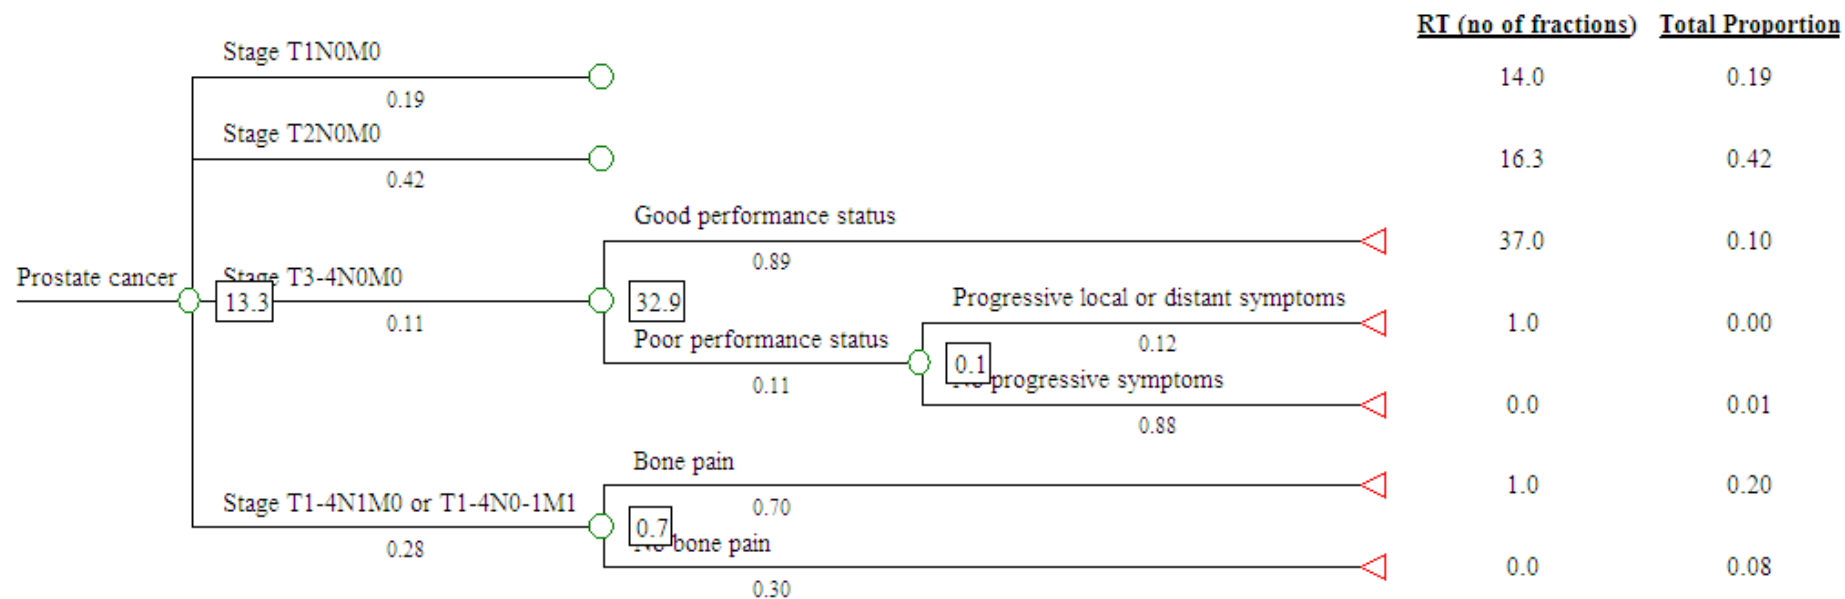 RT (no of fractions) Total Proportion
Stage T1N0M0
14.0 0.19
0.19
Stage T2N0M0
16.3 0.42
0.42
Good performance status
37.0 0.10
0.89
Prostate cancer
Stage T3-4N0M0
13.3
32.9
0.11
Progressive local or distant symptoms
1.0 0.00
0.12
Poor performance status
0.1
0.11
progressive symptoms
0.0 0.01
0.88
Bone pain
1.0 0.20
0.70
Stage T1-4N1M0 or T1-4N0-1M1
0.7
0.28
bone pain
0.0 0.08
0.30